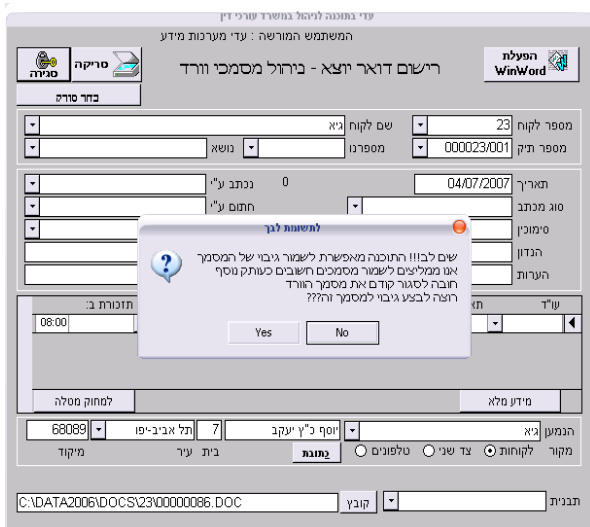 עדי בתוכנה לניהול במשרד עורכי דין
המשתמש המורשה : עדי מערכות מידע
הפעלת WinWord
רישום דואר יוצא - ניהול מסמכי וורד
סריקה
סגירה
בחר סורק
מספר לקוח 23 שם לקוח גיא
מספר תיק 000023/001 מספרנו נושא
תאריך 04/07/2007 0 נכתב ע"י
סוג מכתב חתום ע"י
סימוכין
הנדון
הערות
לתשומת לבך
שים לב!!! התוכנה מאפשרת לשמור גיבוי של המסמך
אנו ממליצים לשמור מסמכים חשובים כעותק נוסף
חובה לסגור קודם את מסמך הוורד
רוצה לבצע גיבוי למסמך זה???
Yes No
עו"ד תא תזכורת ב:
08:00
מידע מלא למחוק מטלה
הנמען גיא יוסף כ"ץ יעקב 7 תל אביב-יפו 68089
מקור לקוחות צד שני טלפונים כתובת בית עיר מיקוד
תבנית קובץ C:\DATA2006\DOCS\23\00000086.DOC